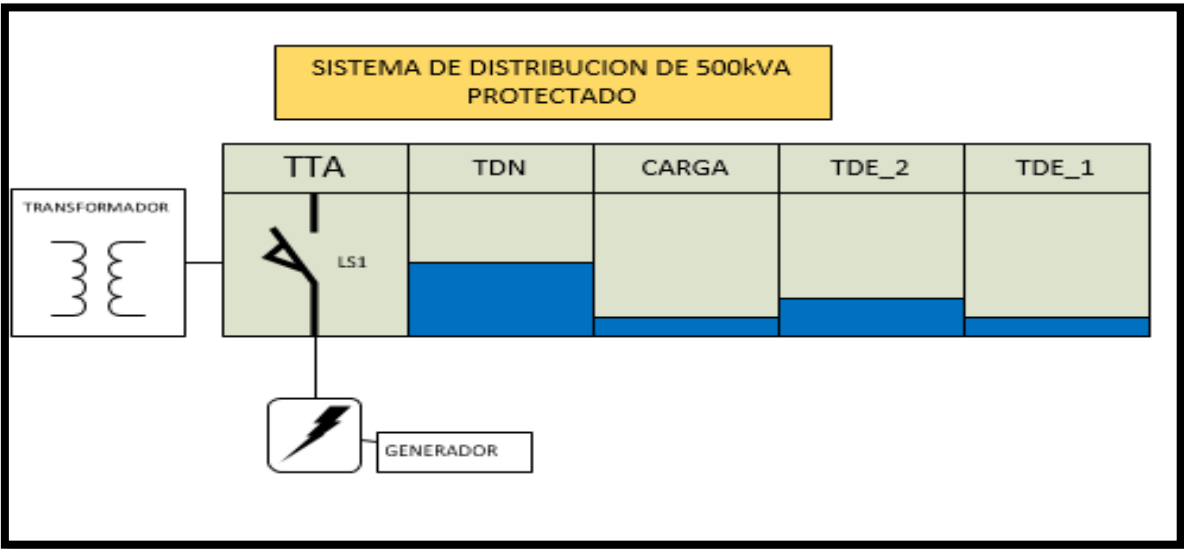 SISTEMA DE DISTRIBUCION DE 500kVA
PROTECTADO
TTA
TDN
CARGA
TDE_2
TDE_1
TRANSFORMADOR
LS1
GENERADOR